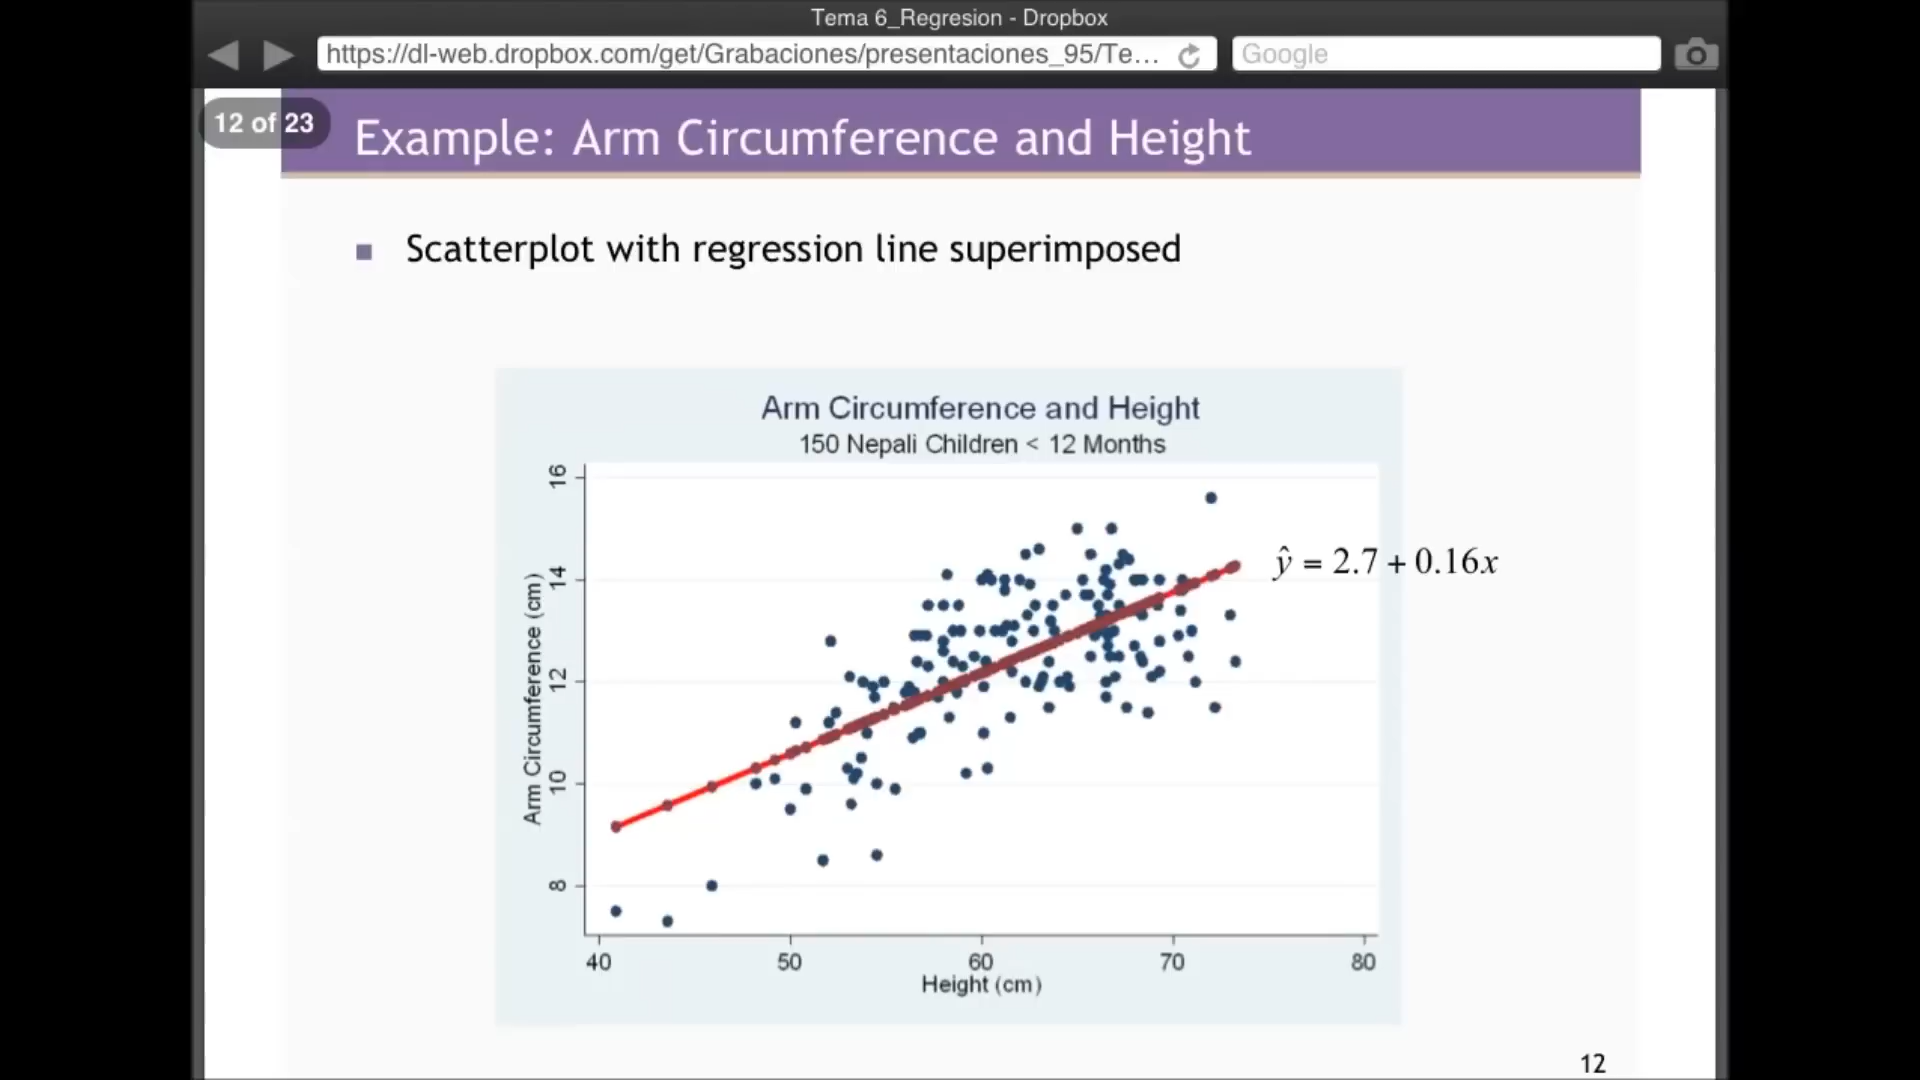 Tema 6_Regresion - Dropbox
https://dl-web.dropbox.com/get/Grabaciones/presentaciones_95/Te...
Google
12 of 23
Example: Arm Circumference and Height
Scatterplot with regression line superimposed
Arm Circumference and Height
150 Nepali Children < 12 Months
16
14
12
10
8
Arm Circumference (cm)
ŷ = 2.7 + 0.16x
40 50 60 70 80
Height (cm)
12